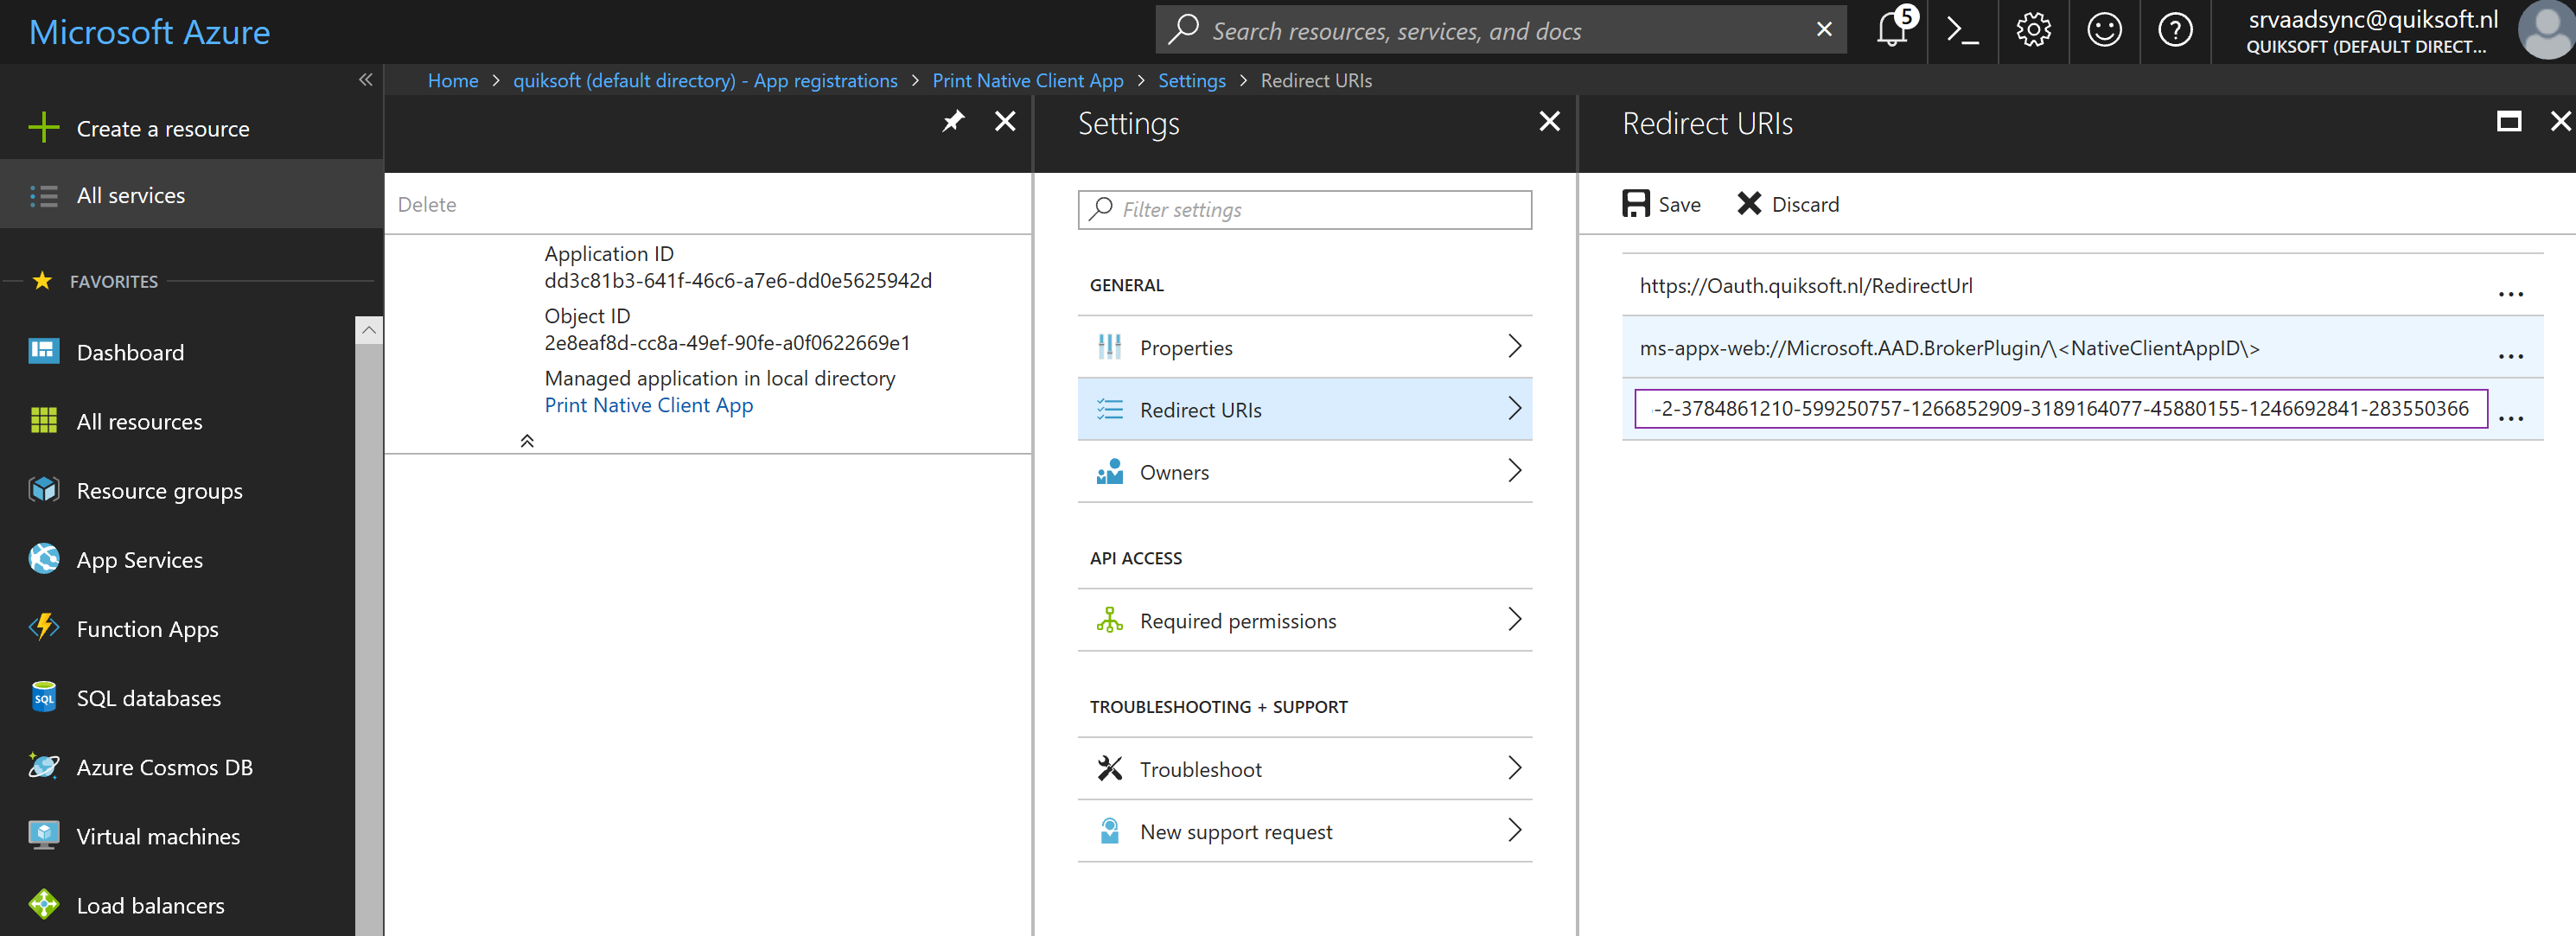 Microsoft Azure
Search resources, services, and docs
5
srvaadsync@quiksoft.nl
QUIKSOFT (DEFAULT DIRECT...
Home > quiksoft (default directory) - App registrations > Print Native Client App > Settings > Redirect URIs
Create a resource
All services
FAVORITES
Dashboard
All resources
Resource groups
App Services
Function Apps
SQL databases
Azure Cosmos DB
Virtual machines
Load balancers
Delete
Application ID
dd3c81b3-641f-46c6-a7e6-dd0e5625942d
Object ID
2e8eaf8d-cc8a-49ef-90fe-a0f0622669e1
Managed application in local directory
Print Native Client App
Settings
Filter settings
GENERAL
Properties
Redirect URIs
Owners
API ACCESS
Required permissions
TROUBLESHOOTING + SUPPORT
Troubleshoot
New support request
Redirect URIs
Save
Discard
https://Oauth.quiksoft.nl/RedirectUrl
ms-appx-web://Microsoft.AAD.BrokerPlugin/\<NativeClientAppID\>
-2-3784861210-599250757-1266852909-3189164077-45880155-1246692841-283550366